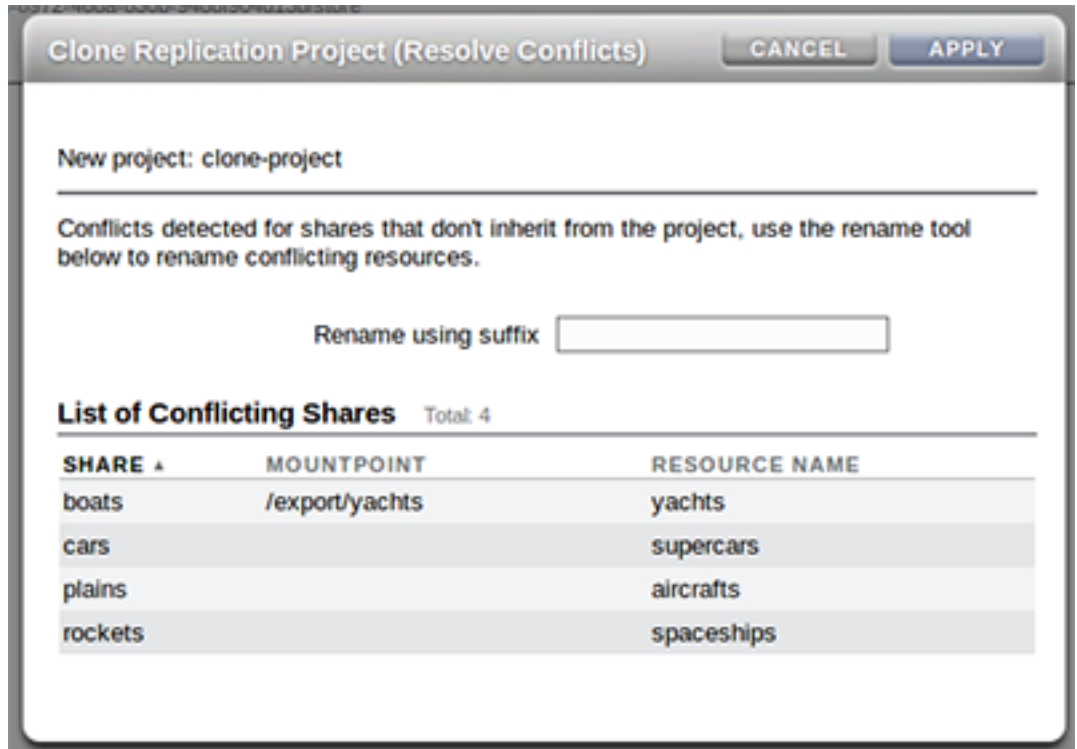 Clone Replication Project (Resolve Conflicts) CANCEL APPLY
New project: clone-project
Conflicts detected for shares that don't inherit from the project, use the rename tool
below to rename conflicting resources.
Rename using suffix
List of Conflicting Shares Total: 4
SHARE ▲ MOUNTPOINT RESOURCE NAME
boats /export/yachts yachts
cars supercars
plains aircrafts
rockets spaceships